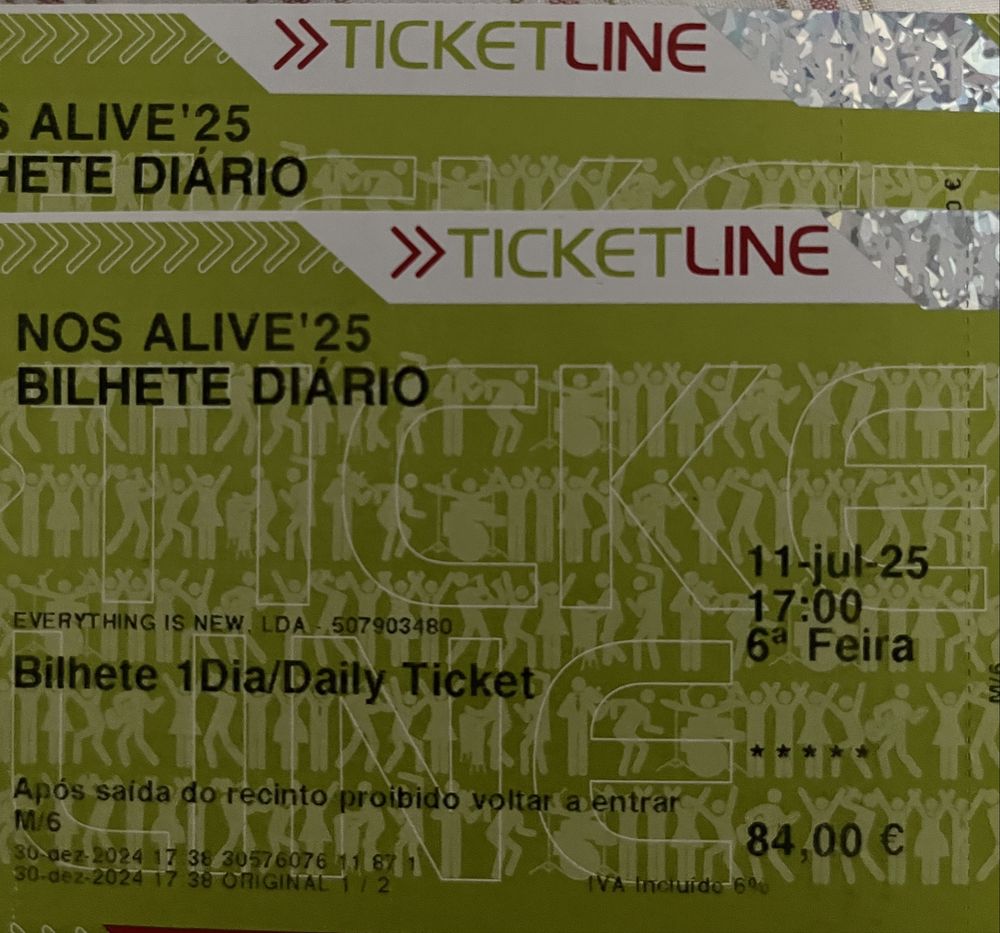 TICKETLINE
S ALIVE'25
HETE DIÁRIO
TICKETLINE
NOS ALIVE'25
BILHETE DIÁRIO
11-jul-25
17:00
6ª Feira
EVERYTHING IS NEW, LDA - 507903480
Bilhete 1Dia/Daily Ticket
*****
Após saída do recinto proibido voltar a entrar
M/6
84,00 €
30-dez-2024 17 38 30576076 11 87 1
30-dez-2024 17 38 ORIGINAL 1 / 2
IVA Incluído 6%
M/6
TICKE
LINE